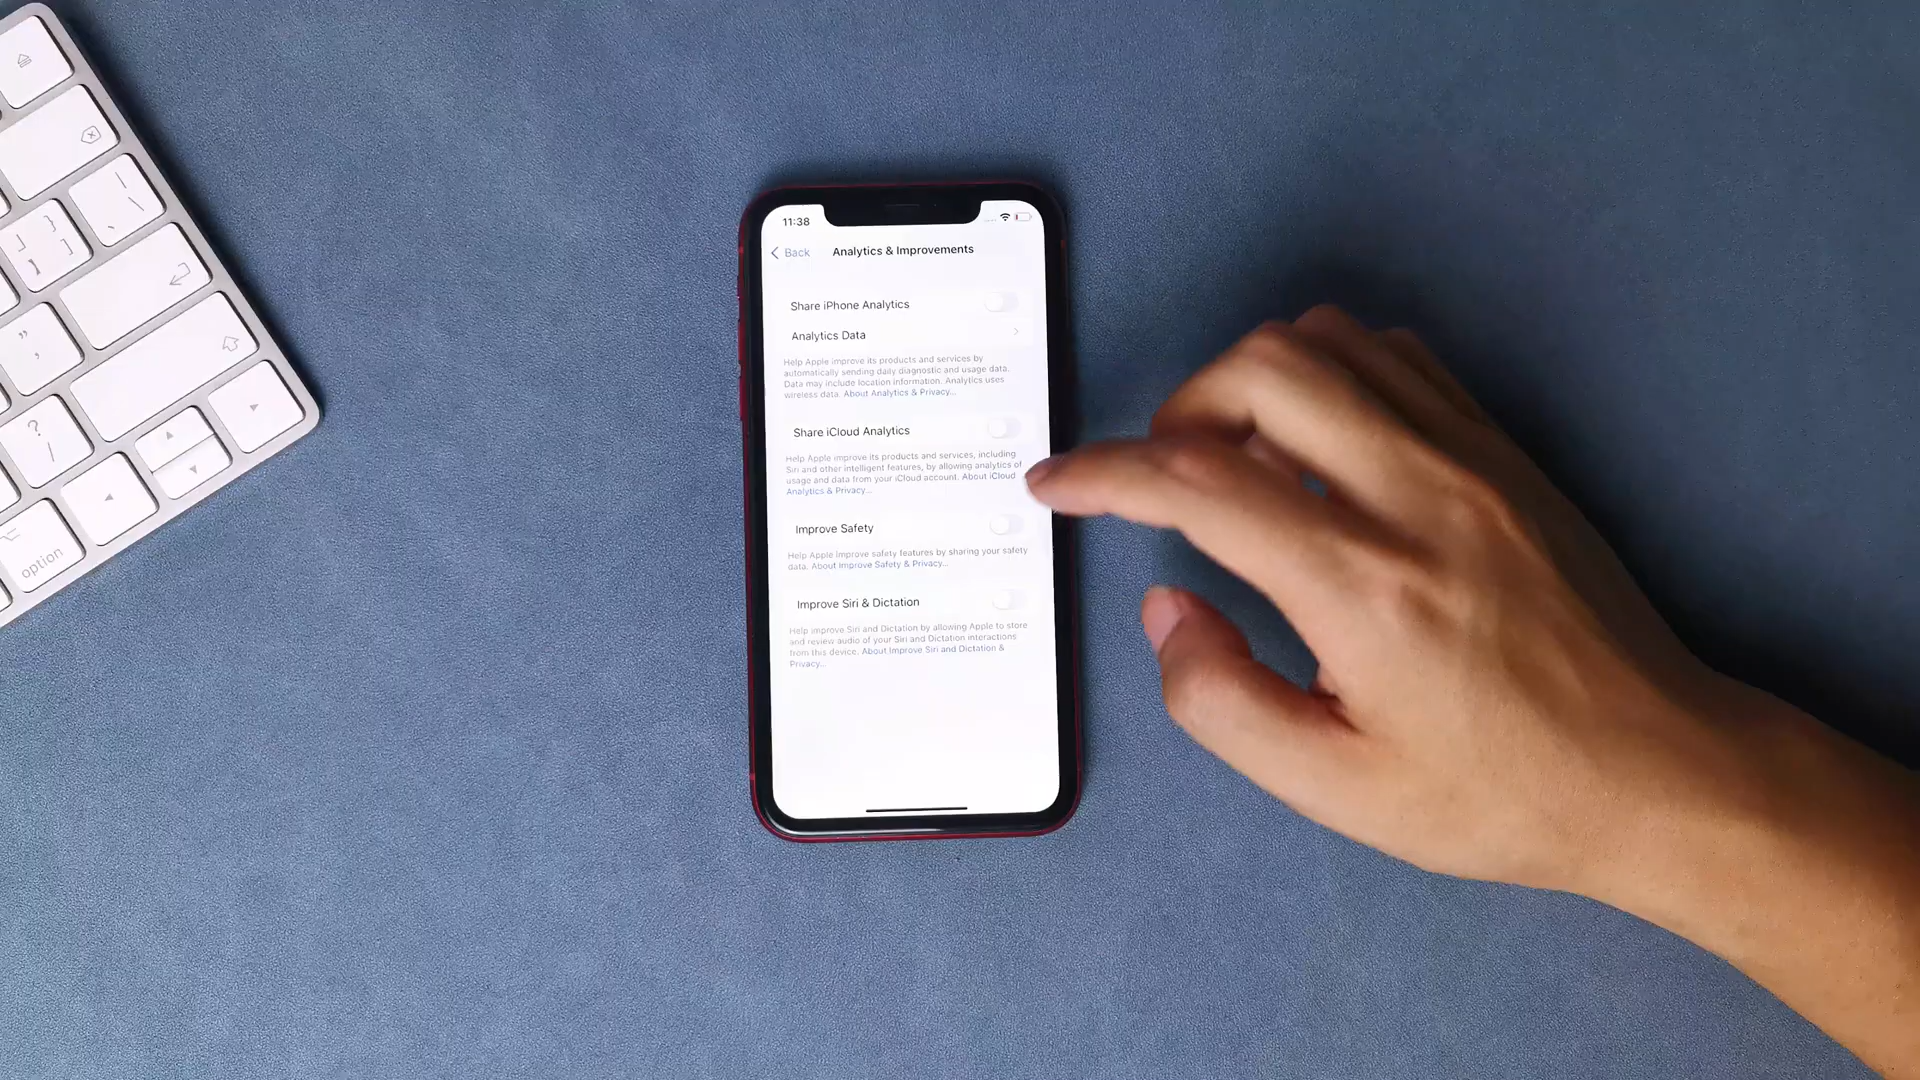 11:38
Back
Analytics & Improvements
Share iPhone Analytics
Analytics Data
Help Apple improve its products and services by
automatically sending daily diagnostic and usage data.
Data may include location information. Analytics uses
wireless data. About Analytics & Privacy...
Share iCloud Analytics
Help Apple improve its products and services, including
Siri and other intelligent features, by allowing analytics of
usage and data from your iCloud account. About iCloud
Analytics & Privacy...
Improve Safety
Help Apple improve safety features by sharing your safety
data. About Improve Safety & Privacy...
Improve Siri & Dictation
Help improve Siri and Dictation by allowing Apple to store
and review audio of your Siri and Dictation interactions
from this device. About Improve Siri and Dictation &
Privacy...
option